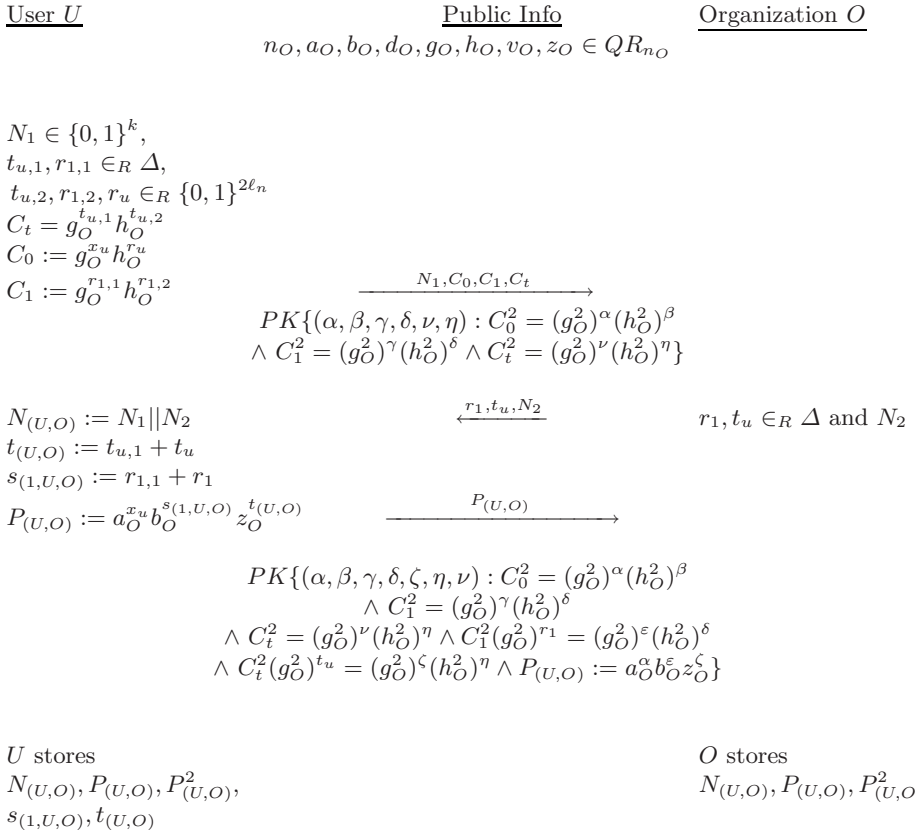 User U Public Info Organization O
n_O, a_O, b_O, d_O, g_O, h_O, v_O, z_O ∈ QR_{n_O}
N_1 ∈ {0, 1}^k,
t_{u,1}, r_{1,1} ∈_R Δ,
t_{u,2}, r_{1,2}, r_u ∈_R {0, 1}^{2ℓ_n}
C_t = g_O^{t_{u,1}} h_O^{t_{u,2}}
C_0 := g_O^{x_u} h_O^{r_u}
C_1 := g_O^{r_{1,1}} h_O^{r_{1,2}} N_1,C_0,C_1,C_t →
PK{(α, β, γ, δ, ν, η) : C_0^2 = (g_O^2)^α (h_O^2)^β
∧ C_1^2 = (g_O^2)^γ (h_O^2)^δ ∧ C_t^2 = (g_O^2)^ν (h_O^2)^η}
N_{(U,O)} := N_1||N_2 ← r_1,t_u,N_2 r_1, t_u ∈_R Δ and N_2
t_{(U,O)} := t_{u,1} + t_u
s_{(1,U,O)} := r_{1,1} + r_1
P_{(U,O)} := a_O^{x_u} b_O^{s_{(1,U,O)}} z_O^{t_{(U,O)}} P_{(U,O)} →
PK{(α, β, γ, δ, ζ, η, ν) : C_0^2 = (g_O^2)^α (h_O^2)^β
∧ C_1^2 = (g_O^2)^γ (h_O^2)^δ
∧ C_t^2 = (g_O^2)^ν (h_O^2)^η ∧ C_1^2 (g_O^2)^{r_1} = (g_O^2)^ε (h_O^2)^δ
∧ C_t^2 (g_O^2)^{t_u} = (g_O^2)^ζ (h_O^2)^η ∧ P_{(U,O)} := a_O^α b_O^ε z_O^ζ}
U stores O stores
N_{(U,O)}, P_{(U,O)}, P_{(U,O)}^2, N_{(U,O)}, P_{(U,O)}, P_{(U,O}^2
s_{(1,U,O)}, t_{(U,O)}